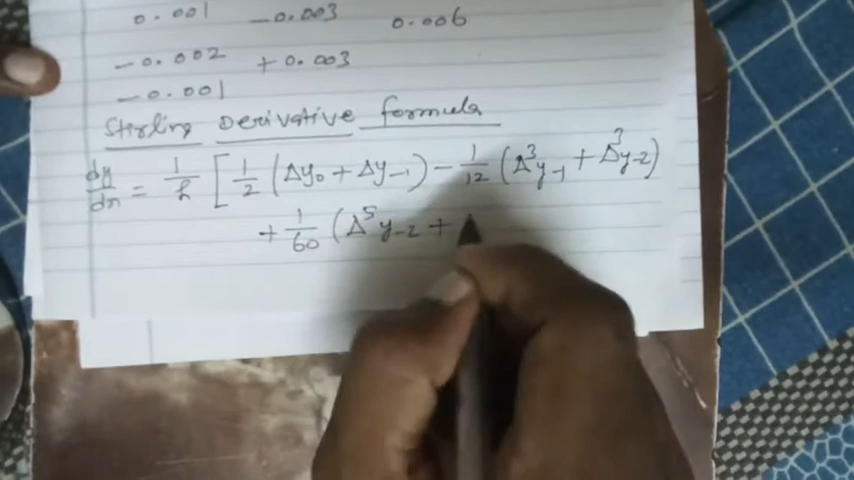 0.001 -0.003 0.006
-0.002 +0.003
-0.001
Stirling Derivative formula
dy/dx = 1/h [ 1/2 (Δy₀ + Δy₋₁) - 1/12 (Δ³y₋₁ + Δ³y₋₂)
+ 1/60 (Δ⁵y₋₂ +